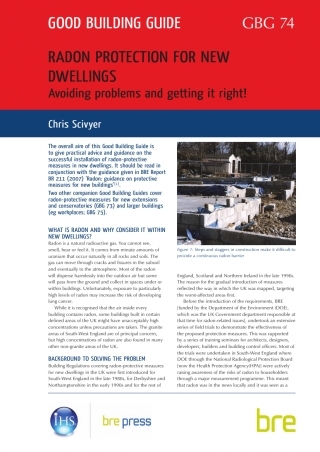 GOOD BUILDING GUIDE
GBG 74
RADON PROTECTION FOR NEW
DWELLINGS
Avoiding problems and getting it right!
Chris Scivyer
The overall aim of this Good Building Guide is
to give practical advice and guidance on the
successful installation of radon-protective
measures in new dwellings. It should be read in
conjunction with the guidance given in BRE Report
BR 211 (2007) 'Radon: guidance on protective
measures for new buildings'[1].
Two other companion Good Building Guides cover
radon-protective measures for new extensions
and conservatories (GBG 73) and larger buildings
(eg workplaces: GBG 75).
WHAT IS RADON AND WHY CONSIDER IT WITHIN
NEW DWELLINGS?
Radon is a natural radioactive gas. You cannot see,
smell, hear or feel it. It comes from minute amounts of
uranium that occur naturally in all rocks and soils. The
gas can move through cracks and fissures in the subsoil
and eventually to the atmosphere. Most of the radon
will disperse harmlessly into the outdoor air but some
will pass from the ground and collect in spaces under or
within buildings. Unfortunately, exposure to particularly
high levels of radon may increase the risk of developing
lung cancer.
While it is recognised that the air inside every
building contains radon, some buildings built in certain
defined areas of the UK might have unacceptably high
concentrations unless precautions are taken. The granite
areas of South-West England are of principal concern,
but high concentrations of radon are also found in many
other non-granite areas of the UK.
BACKGROUND TO SOLVING THE PROBLEM
Building Regulations covering radon-protective measures
for new dwellings in the UK were first introduced for
South-West England in the late 1980s, for Derbyshire and
Northamptonshire in the early 1990s and for the rest of
Figure 1: Steps and staggers in construction make it difficult to
provide a continuous radon barrier
England, Scotland and Northern Ireland in the late 1990s.
The reason for the gradual introduction of measures
reflected the way in which the UK was mapped, targeting
the worst-affected areas first.
Before the introduction of the requirements, BRE
(funded by the Department of the Environment (DOE),
which was the UK Government department responsible at
that time for radon-related issues), undertook an extensive
series of field trials to demonstrate the effectiveness of
the proposed protective measures. This was supported
by a series of training seminars for architects, designers,
developers, builders and building control officers. Most of
the trials were undertaken in South-West England where
DOE through the National Radiological Protection Board
(now the Health Protection Agency(HPA)) were actively
raising awareness of the risks of radon to householders
through a major measurement programme. This meant
that radon was in the news locally and it was seen as a
IHS
bre press
bre